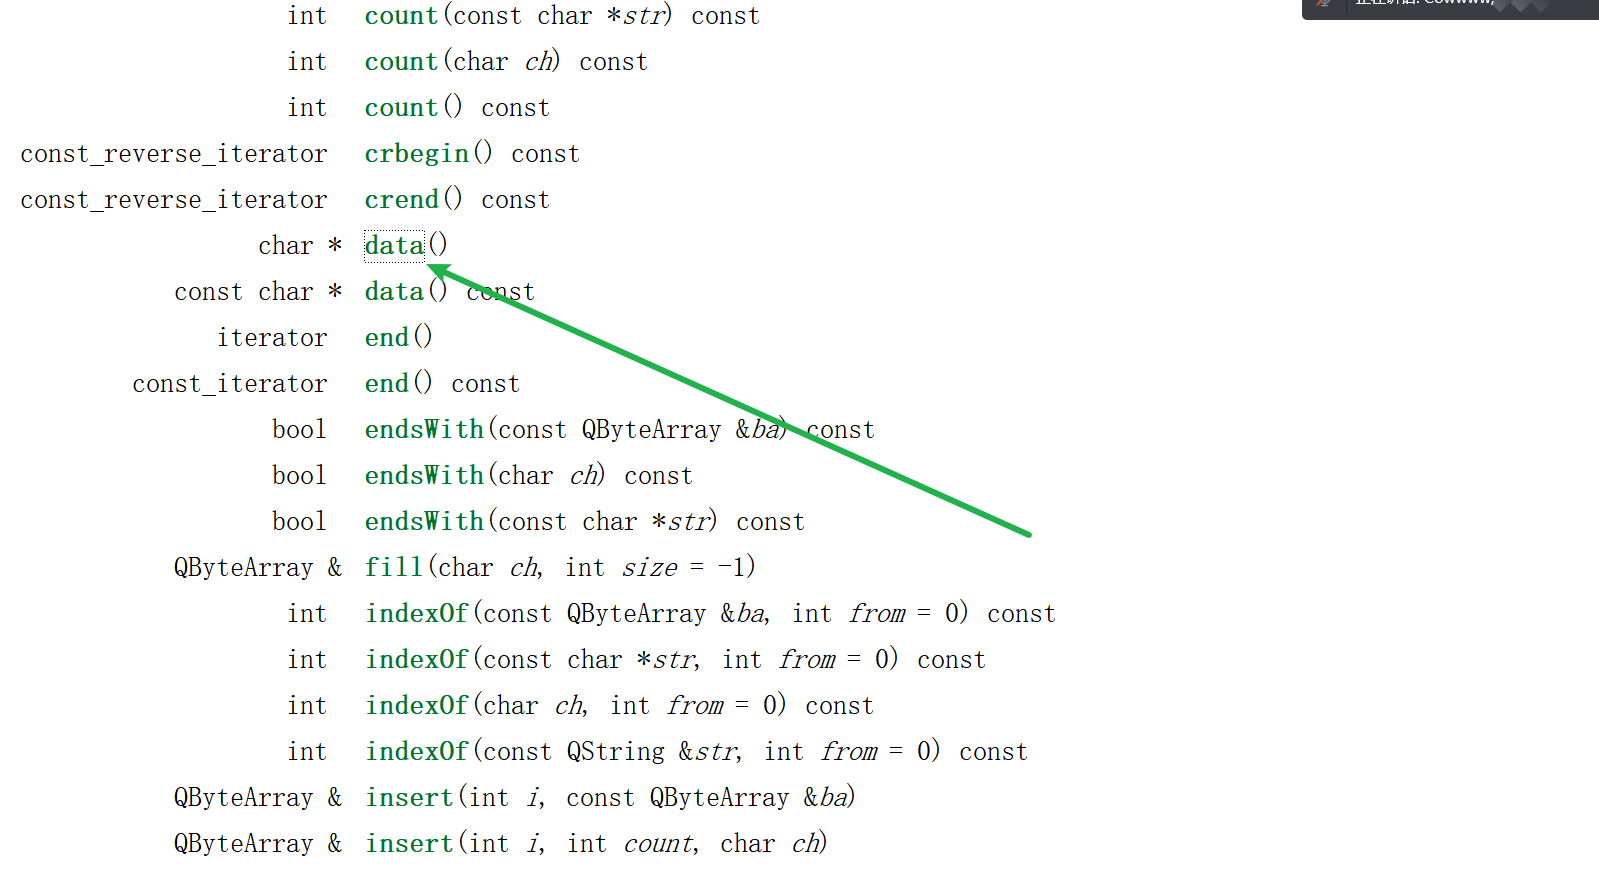 正在讲话: Cowwww,
int count(const char *str) const
int count(char ch) const
int count() const
const_reverse_iterator crbegin() const
const_reverse_iterator crend() const
char * data()
const char * data() const
iterator end()
const_iterator end() const
bool endsWith(const QByteArray &ba) const
bool endsWith(char ch) const
bool endsWith(const char *str) const
QByteArray & fill(char ch, int size = -1)
int indexOf(const QByteArray &ba, int from = 0) const
int indexOf(const char *str, int from = 0) const
int indexOf(char ch, int from = 0) const
int indexOf(const QString &str, int from = 0) const
QByteArray & insert(int i, const QByteArray &ba)
QByteArray & insert(int i, int count, char ch)